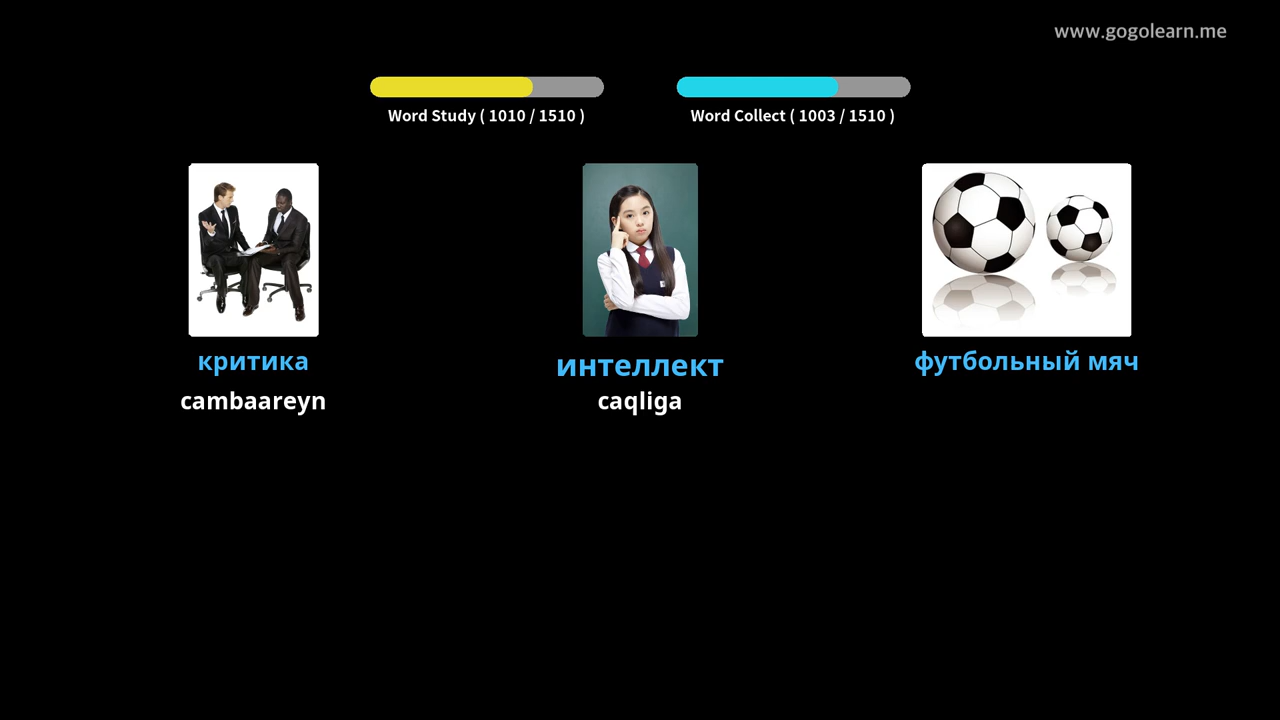 www.gogolearn.me
Word Study ( 1010 / 1510 )
Word Collect ( 1003 / 1510 )
критика
интеллект
футбольный мяч
cambaareyn
caqliga